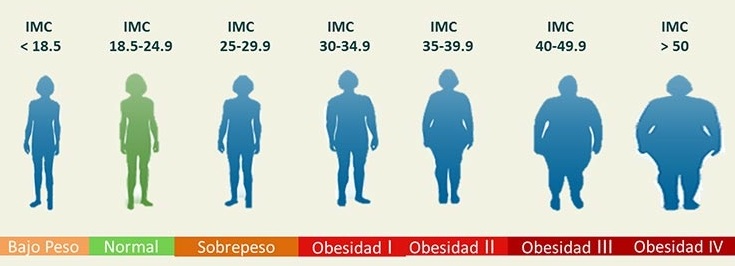 IMC
< 18.5
IMC
18.5-24.9
IMC
25-29.9
IMC
30-34.9
IMC
35-39.9
IMC
40-49.9
IMC
> 50
Bajo Peso
Normal
Sobrepeso
Obesidad I
Obesidad II
Obesidad III
Obesidad IV